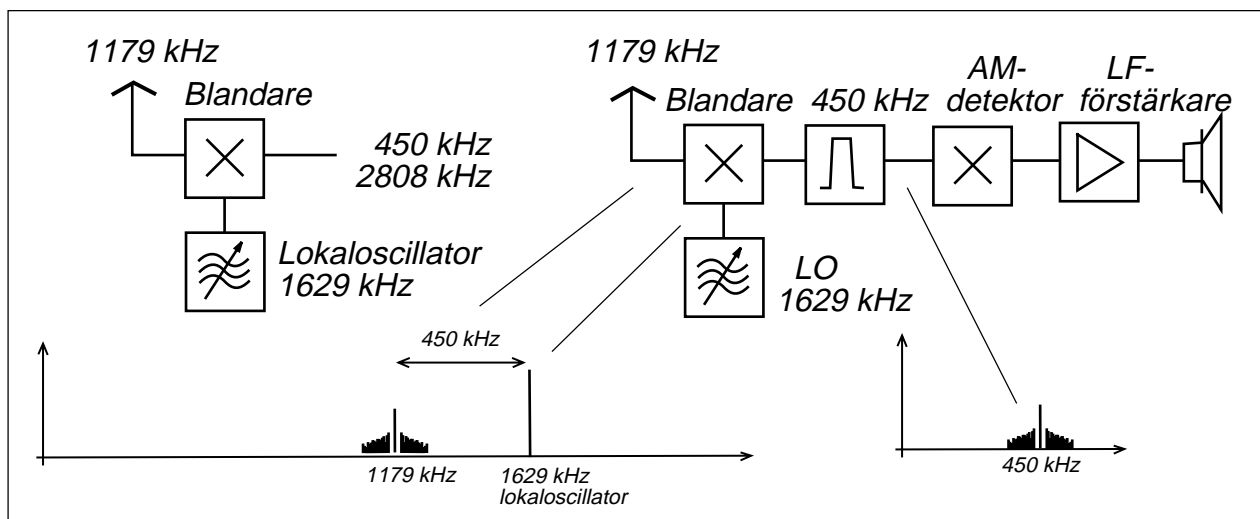 1179 kHz
Blandare
450 kHz
2808 kHz
Lokaloscillator
1629 kHz
1179 kHz
Blandare
450 kHz
AM-
detektor
LF-
förstärkare
LO
1629 kHz
450 kHz
1179 kHz
1629 kHz
lokaloscillator
450 kHz